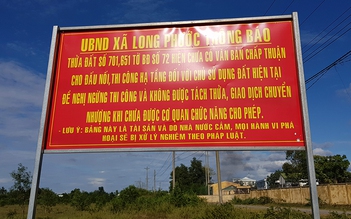 UBND XÃ LONG PHƯỚC THÔNG BÁO
THỬA ĐẤT SỐ 701,651 TỜ BĐ SỐ 72 HIỆN CHƯA CÓ VĂN BẢN CHẤP THUẬN
CHO ĐẤU NỐI, THI CÔNG HẠ TẦNG ĐỐI VỚI CHỦ SỬ DỤNG ĐẤT HIỆN TẠI
ĐỀ NGHỊ NGỪNG THI CÔNG VÀ KHÔNG ĐƯỢC TÁCH THỬA, GIAO DỊCH CHUYỂN
NHƯỢNG KHI CHƯA ĐƯỢC CƠ QUAN CHỨC NĂNG CHO PHÉP.
- LƯU Ý: BẢNG NÀY LÀ TÀI SẢN VÀ DO NHÀ NƯỚC CẮM, MỌI HÀNH VI PHÁ
HOẠI SẼ BỊ XỬ LÝ NGHIÊM THEO PHÁP LUẬT.